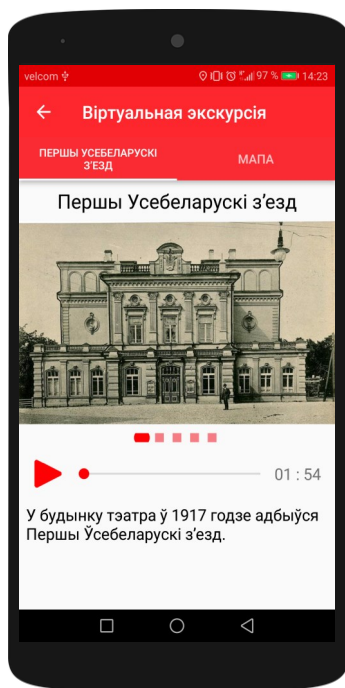 velcom 97 % 14:23
Віртуальная экскурсія
ПЕРШЫ УСЕБЕЛАРУСКІ
З’ЕЗД
МАПА
Першы Усебеларускі з’езд
01 : 54
У будынку тэатра ў 1917 годзе адбыўся
Першы Ўсебеларускі з’езд.